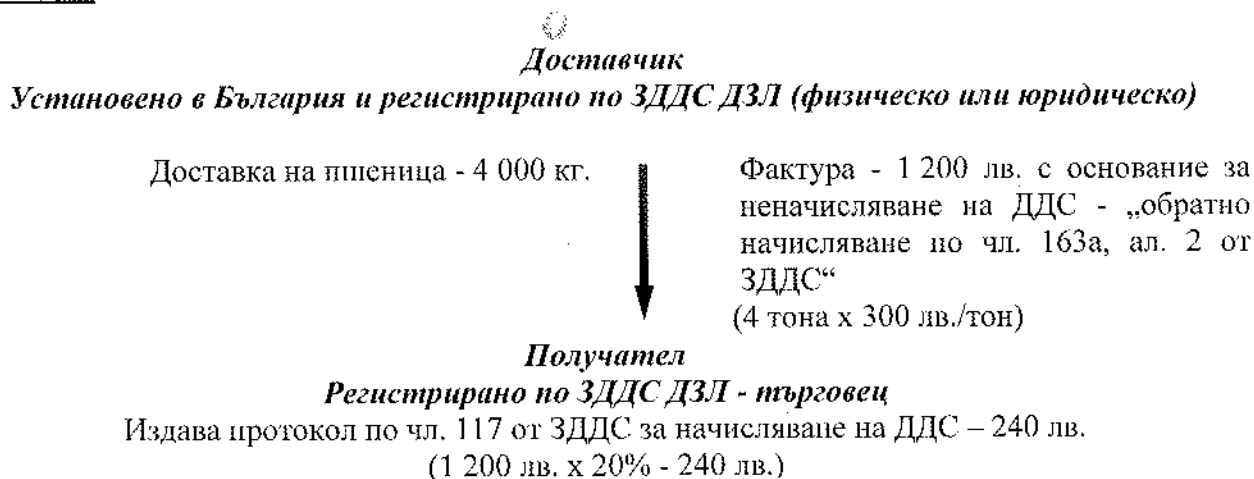 Доставчик
Установено в България и регистрирано по ЗДДС ДЗЛ (физическо или юридическо)
Доставка на пшеница - 4 000 кг.
Фактура - 1 200 лв. с основание за
неначисляване на ДДС - „обратно
начисляване по чл. 163а, ал. 2 от
ЗДДС“
(4 тона х 300 лв./тон)
Получател
Регистрирано по ЗДДС ДЗЛ - търговец
Издава протокол по чл. 117 от ЗДДС за начисляване на ДДС – 240 лв.
(1 200 лв. х 20% - 240 лв.)